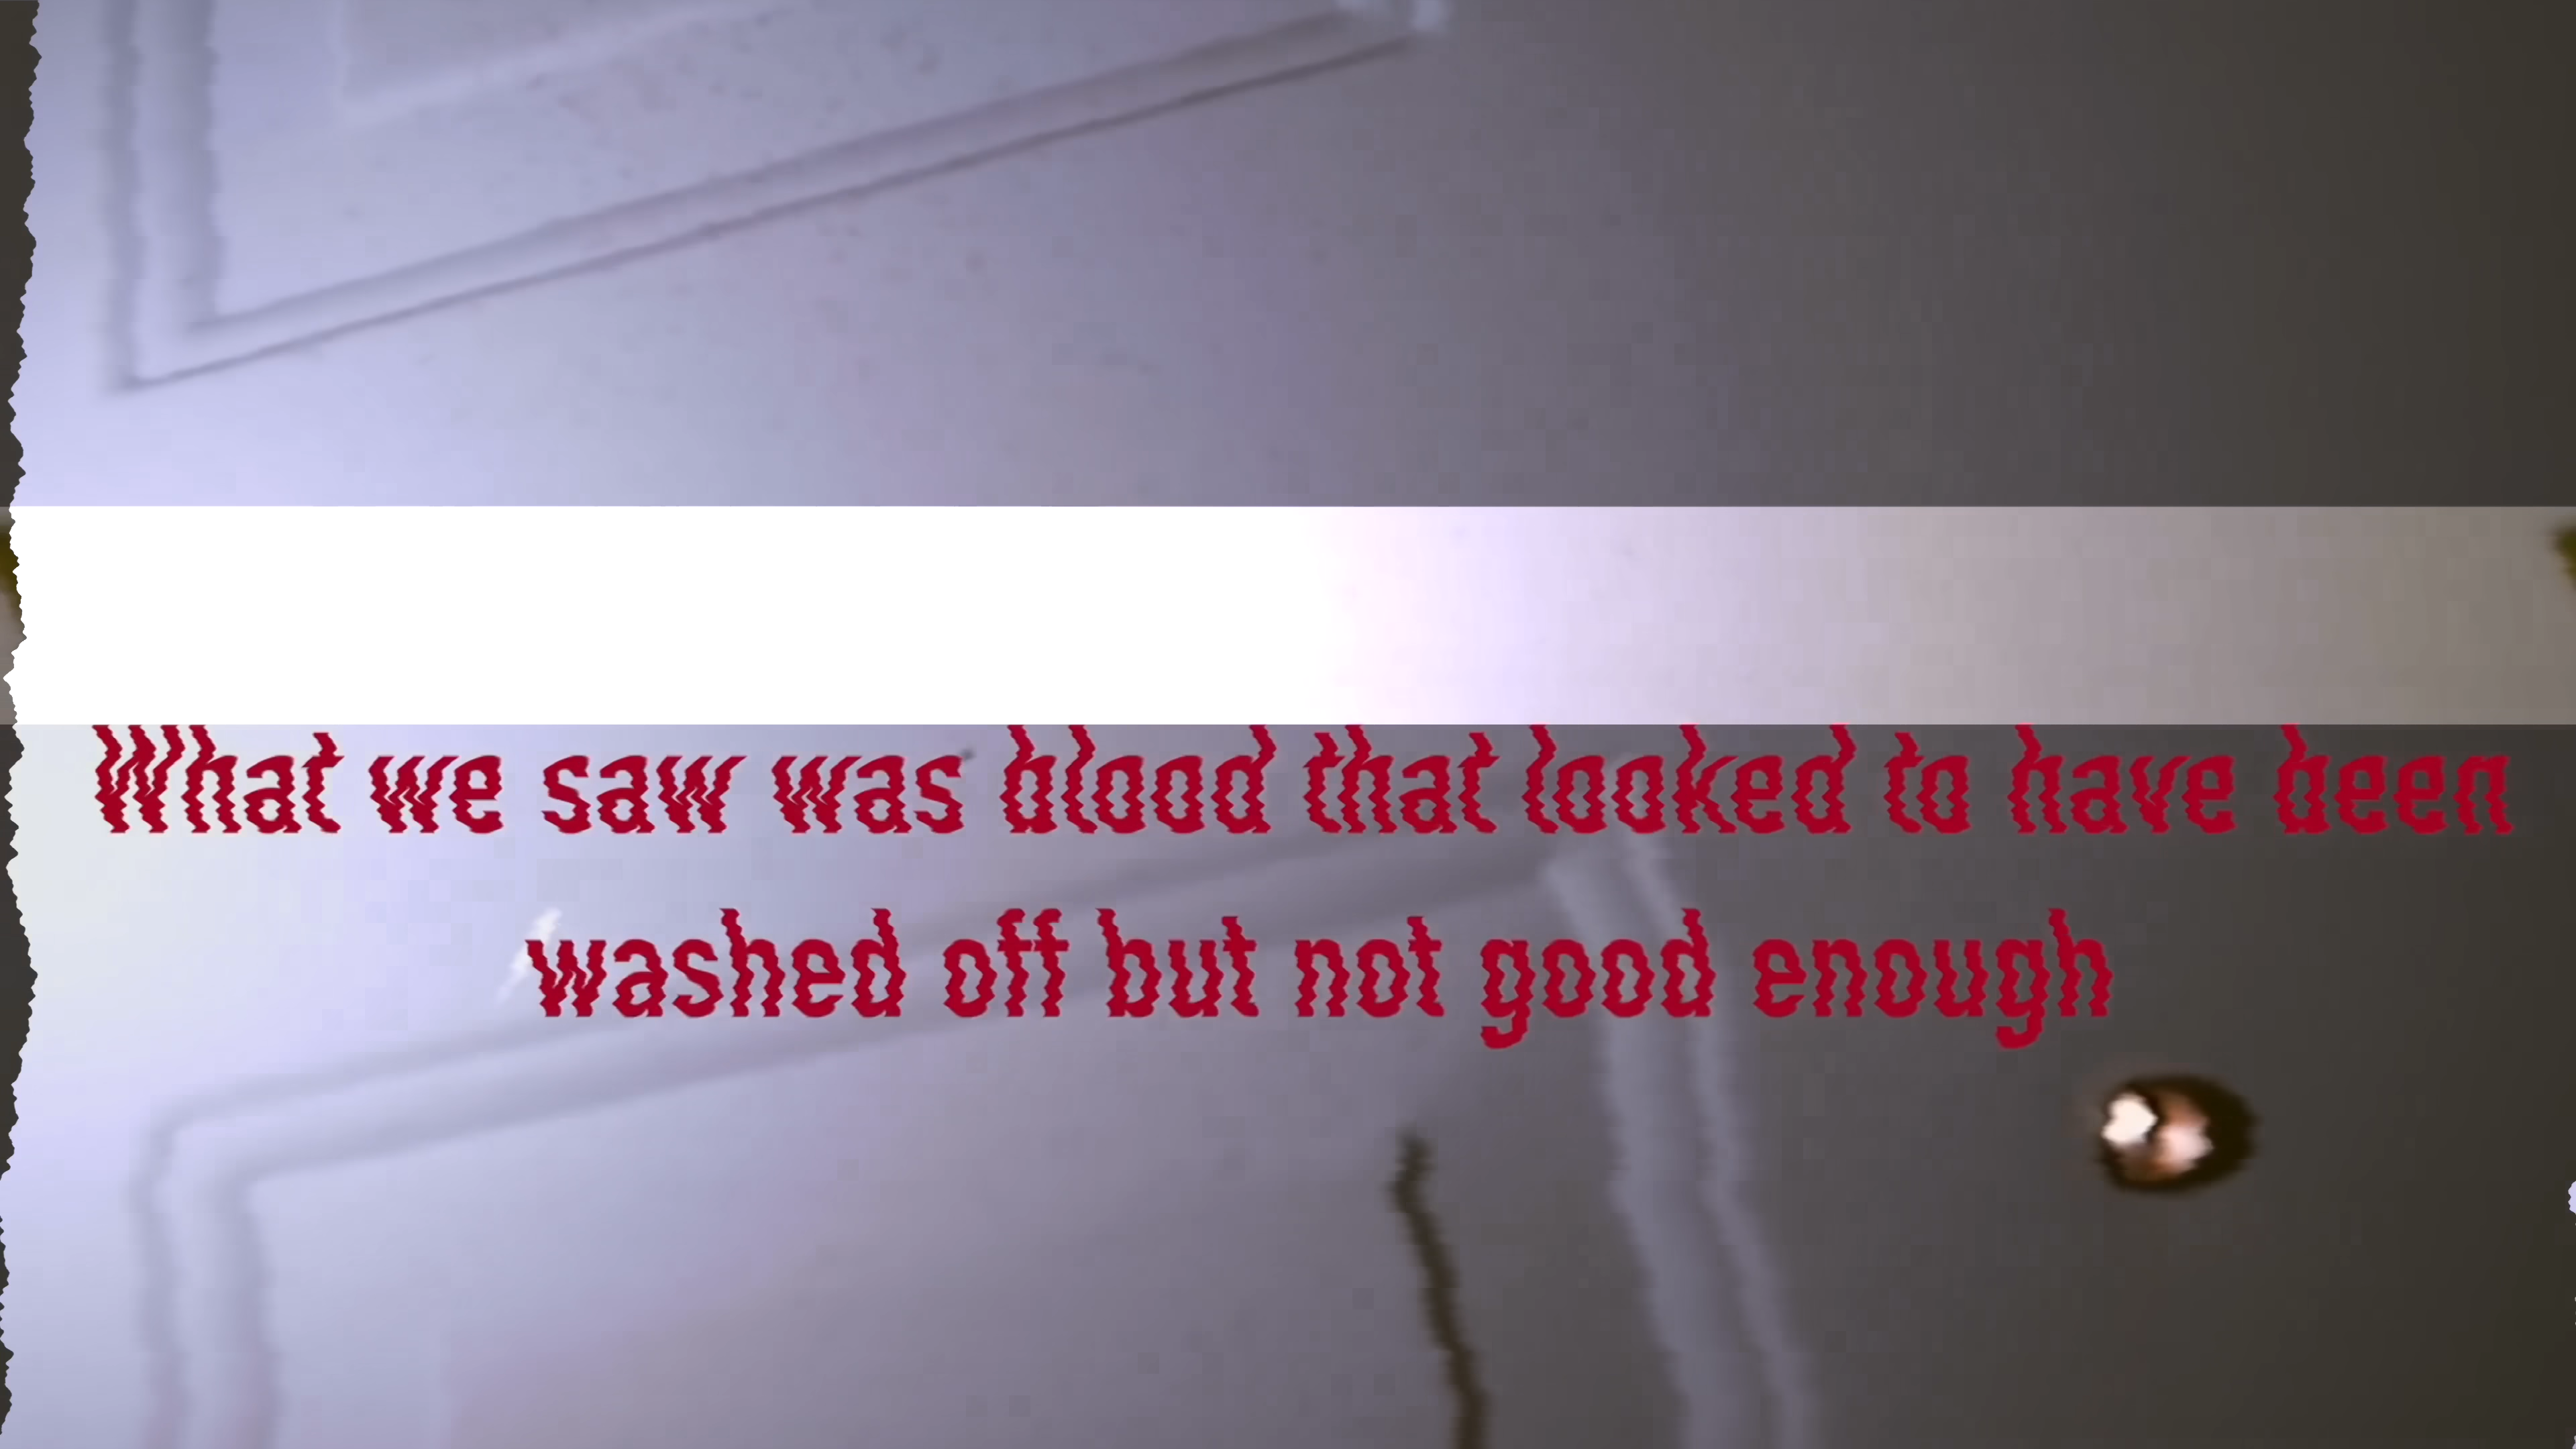 What we saw was blood that looked to have been
washed off but not good enough